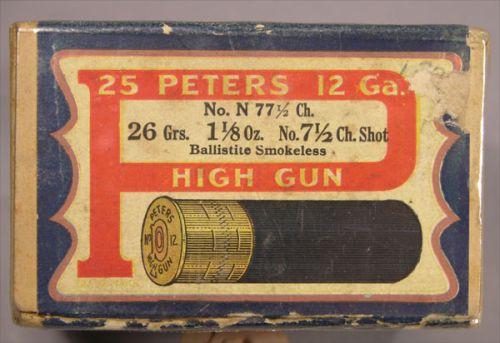 25 PETERS 12 Ga.
No. N 77½ Ch.
26 Grs. 1⅛ Oz. No. 7½ Ch. Shot
Ballistite Smokeless
HIGH GUN
PETERS
No 12
HIGH GUN